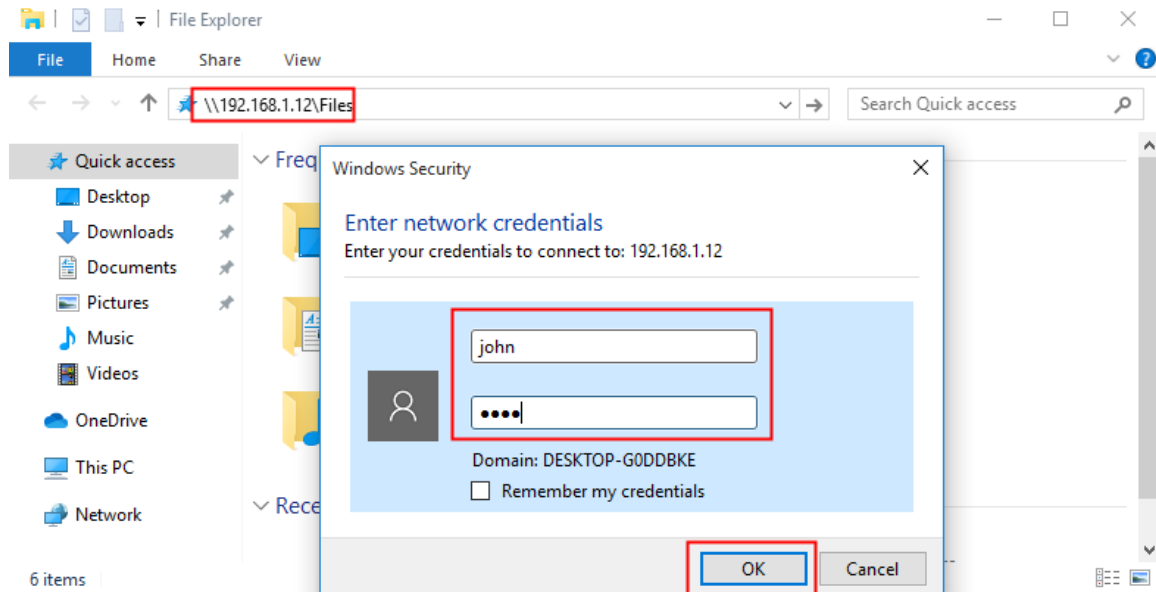 File Explorer
File Home Share View
\\192.168.1.12\Files
Search Quick access
Quick access
Desktop
Downloads
Documents
Pictures
Music
Videos
OneDrive
This PC
Network
Freq
Rece
Windows Security
Enter network credentials
Enter your credentials to connect to: 192.168.1.12
john
••••
Domain: DESKTOP-G0DDBKE
Remember my credentials
OK Cancel
6 items